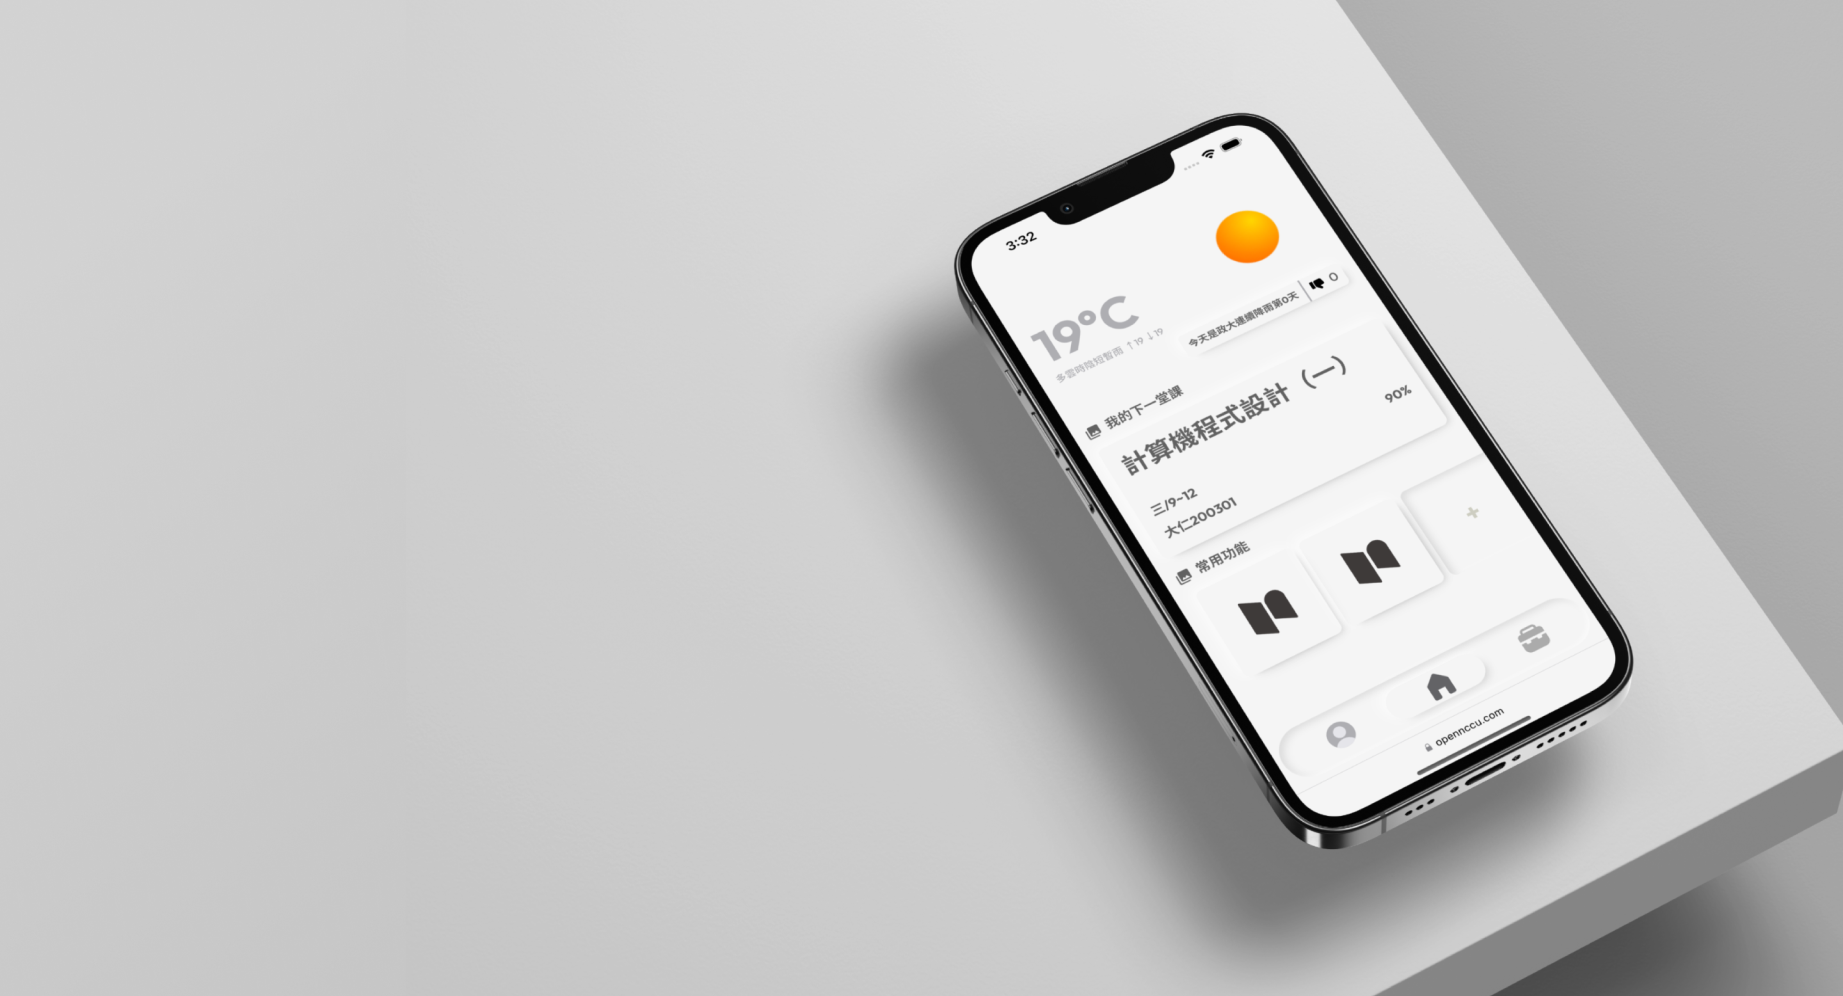 3:32
19°C
多雲時陰短暫雨 ↑19 ↓19
今天是政大連續降雨第0天
0
我的下一堂課
計算機程式設計（一）
90%
三/9-12
大仁200301
常用功能
+
opennccu.com